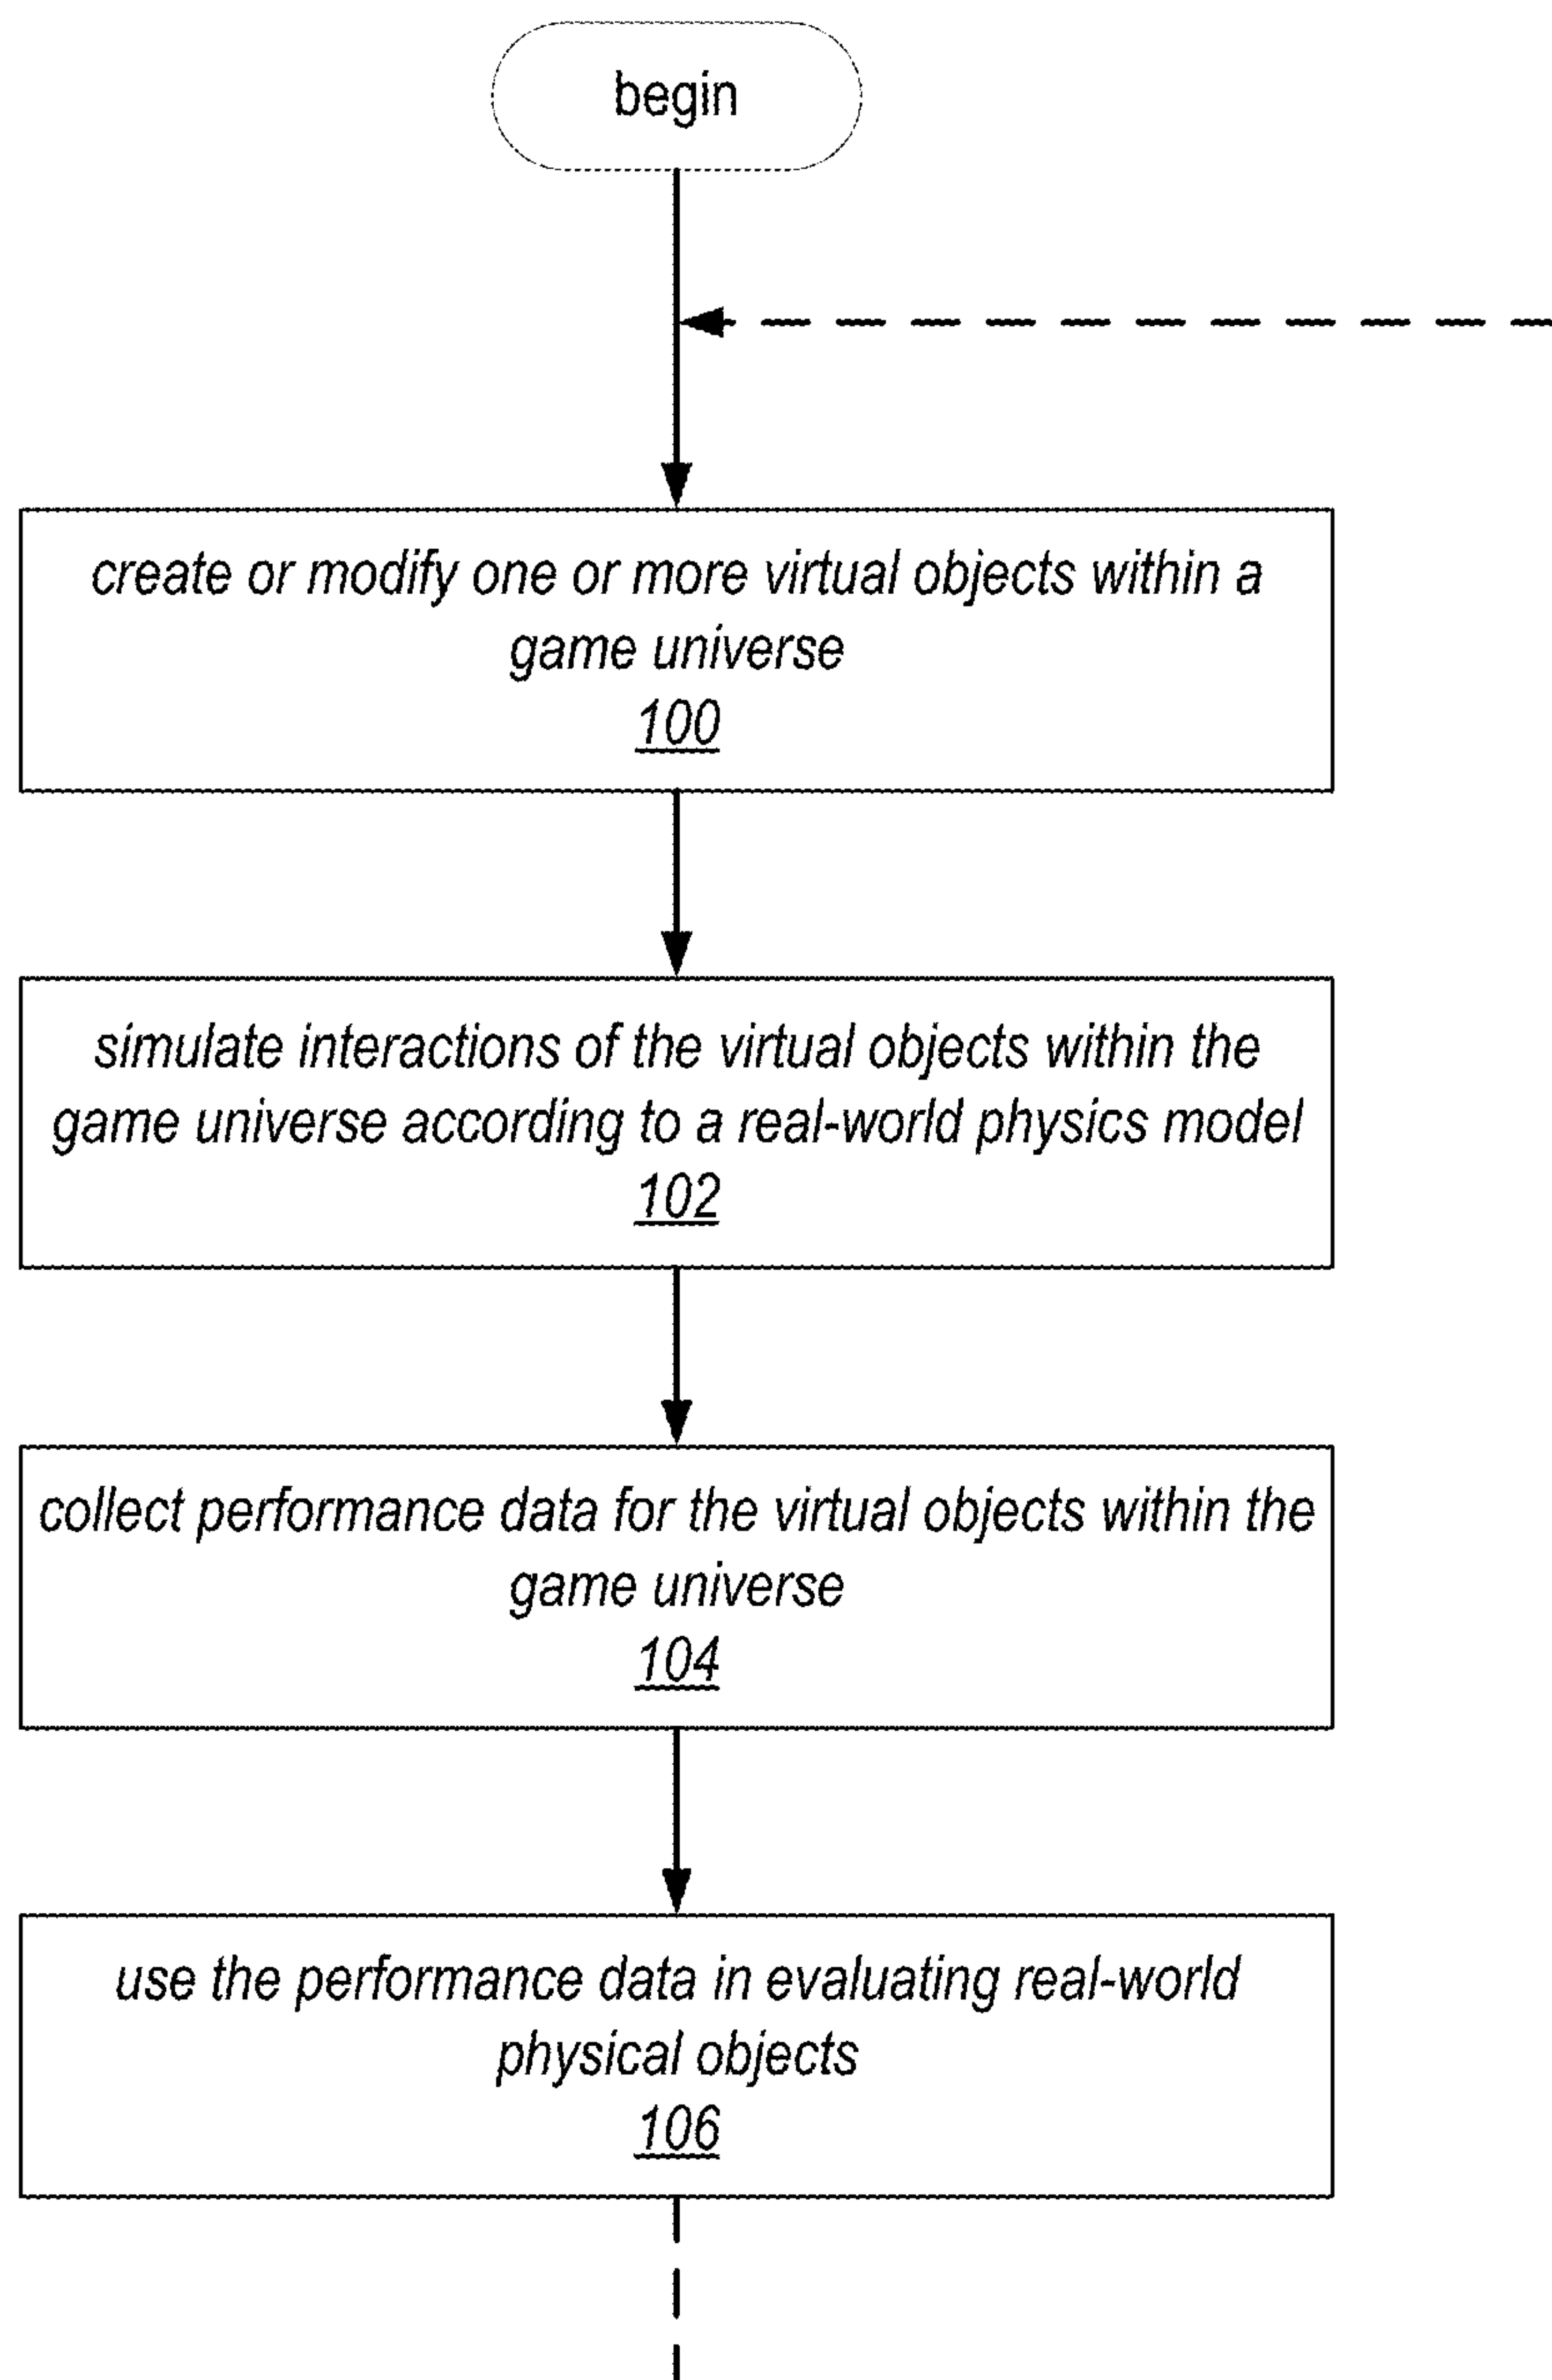 begin
create or modify one or more virtual objects within a
game universe
100
simulate interactions of the virtual objects within the
game universe according to a real-world physics model
102
collect performance data for the virtual objects within the
game universe
104
use the performance data in evaluating real-world
physical objects
106